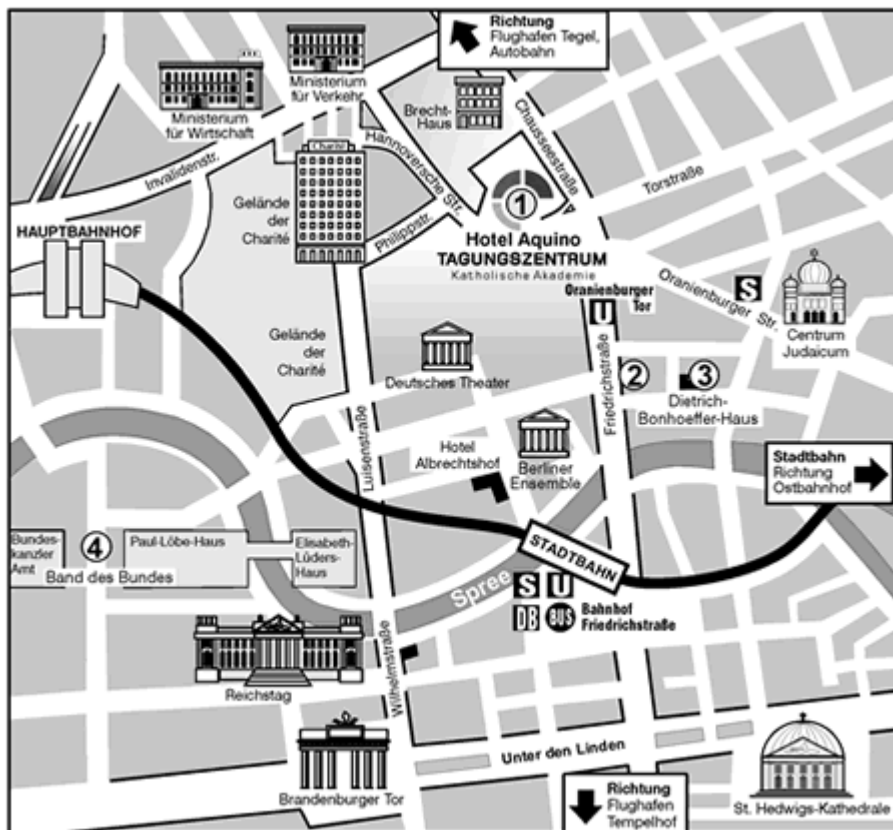 Richtung
Flughafen Tegel,
Autobahn
Ministerium
für Verkehr
Ministerium
für Wirtschaft
Brecht-
Haus
Chausseestraße
Invalidenstr.
Charité
Hannoversche Str.
Torstraße
Gelände
der
Charité
Philippstr.
1
HAUPTBAHNHOF
Hotel Aquino
TAGUNGSZENTRUM
Katholische Akademie
Oranienburger
Tor
U
Oranienburger Str.
S
Centrum
Judaicum
Gelände
der
Charité
Deutsches Theater
Friedrichstraße
2
3
Dietrich-
Bonhoeffer-Haus
Luisenstraße
Hotel
Albrechtshof
Berliner
Ensemble
Stadtbahn
Richtung
Ostbahnhof
Bundes-
kanzler
Amt
4
Band des Bundes
Paul-Löbe-Haus
Elisabeth-
Lüders-
Haus
STADTBAHN
Spree
S U
DB BUS
Bahnhof
Friedrichstraße
Reichstag
Wilhelmstraße
Unter den Linden
Brandenburger Tor
Richtung
Flughafen
Tempelhof
St. Hedwigs-Kathedrale